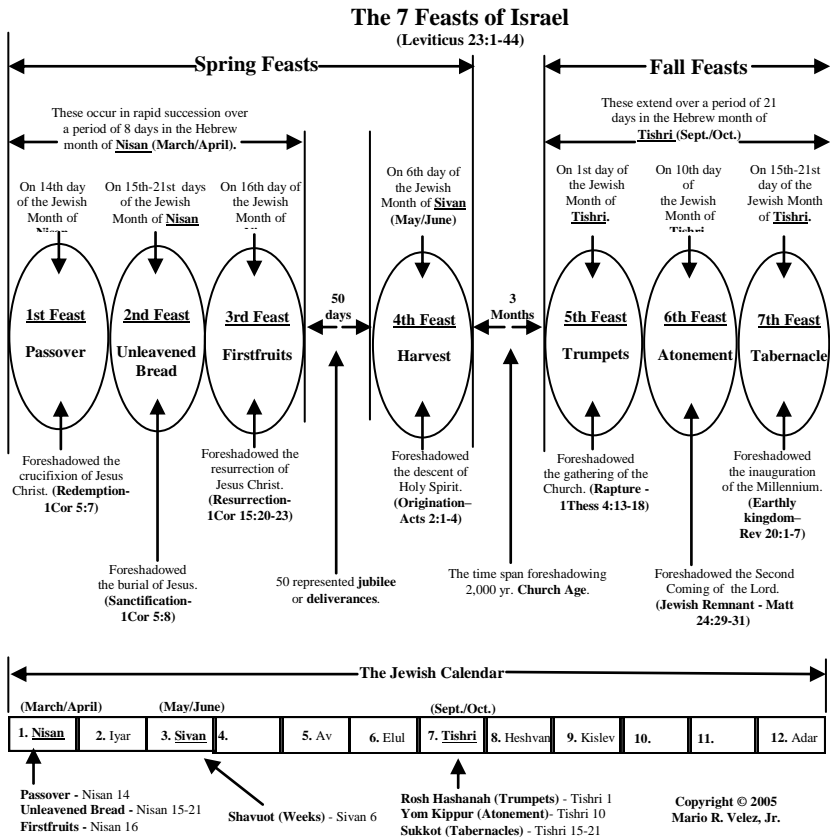 The 7 Feasts of Israel
(Leviticus 23:1-44)
Spring Feasts
Fall Feasts
These occur in rapid succession over
a period of 8 days in the Hebrew
month of Nisan (March/April).
These extend over a period of 21
days in the Hebrew month of
Tishri (Sept./Oct.)
On 14th day
of the Jewish
Month of
On 15th-21st days
of the Jewish
Month of Nisan
On 16th day of
the Jewish
Month of
On 6th day of
the Jewish
Month of Sivan
(May/June)
On 1st day of
the Jewish
Month of
Tishri.
On 10th day
of
the Jewish
Month of
Tishri
On 15th-21st
day of the
Jewish Month
of Tishri.
1st Feast
Passover
2nd Feast
Unleavened
Bread
3rd Feast
Firstfruits
50
days
4th Feast
Harvest
3
Months
5th Feast
Trumpets
6th Feast
Atonement
7th Feast
Tabernacle
Foreshadowed the
crucifixion of Jesus
Christ. (Redemption-
1Cor 5:7)
Foreshadowed
the burial of Jesus.
(Sanctification-
1Cor 5:8)
Foreshadowed the
resurrection of
Jesus Christ.
(Resurrection-
1Cor 15:20-23)
50 represented jubilee
or deliverances.
Foreshadowed
the descent of
Holy Spirit.
(Origination–
Acts 2:1-4)
The time span foreshadowing
2,000 yr. Church Age.
Foreshadowed
the gathering of the
Church. (Rapture -
1Thess 4:13-18)
Foreshadowed the Second
Coming of the Lord.
(Jewish Remnant - Matt
24:29-31)
Foreshadowed
the inauguration
of the Millennium.
(Earthly
kingdom–
Rev 20:1-7)
The Jewish Calendar
(March/April)
(May/June)
(Sept./Oct.)
1. Nisan
2. Iyar
3. Sivan
4.
5. Av
6. Elul
7. Tishri
8. Heshvan
9. Kislev
10.
11.
12. Adar
Passover - Nisan 14
Unleavened Bread - Nisan 15-21
Firstfruits - Nisan 16
Shavuot (Weeks) - Sivan 6
Rosh Hashanah (Trumpets) - Tishri 1
Yom Kippur (Atonement)- Tishri 10
Sukkot (Tabernacles) - Tishri 15-21
Copyright © 2005
Mario R. Velez, Jr.